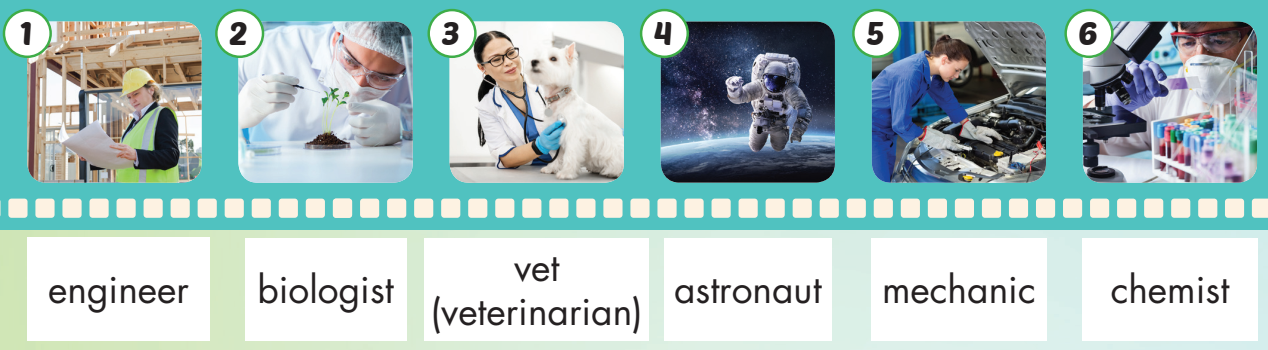 1
2
3
4
5
6
engineer
biologist
vet
(veterinarian)
astronaut
mechanic
chemist